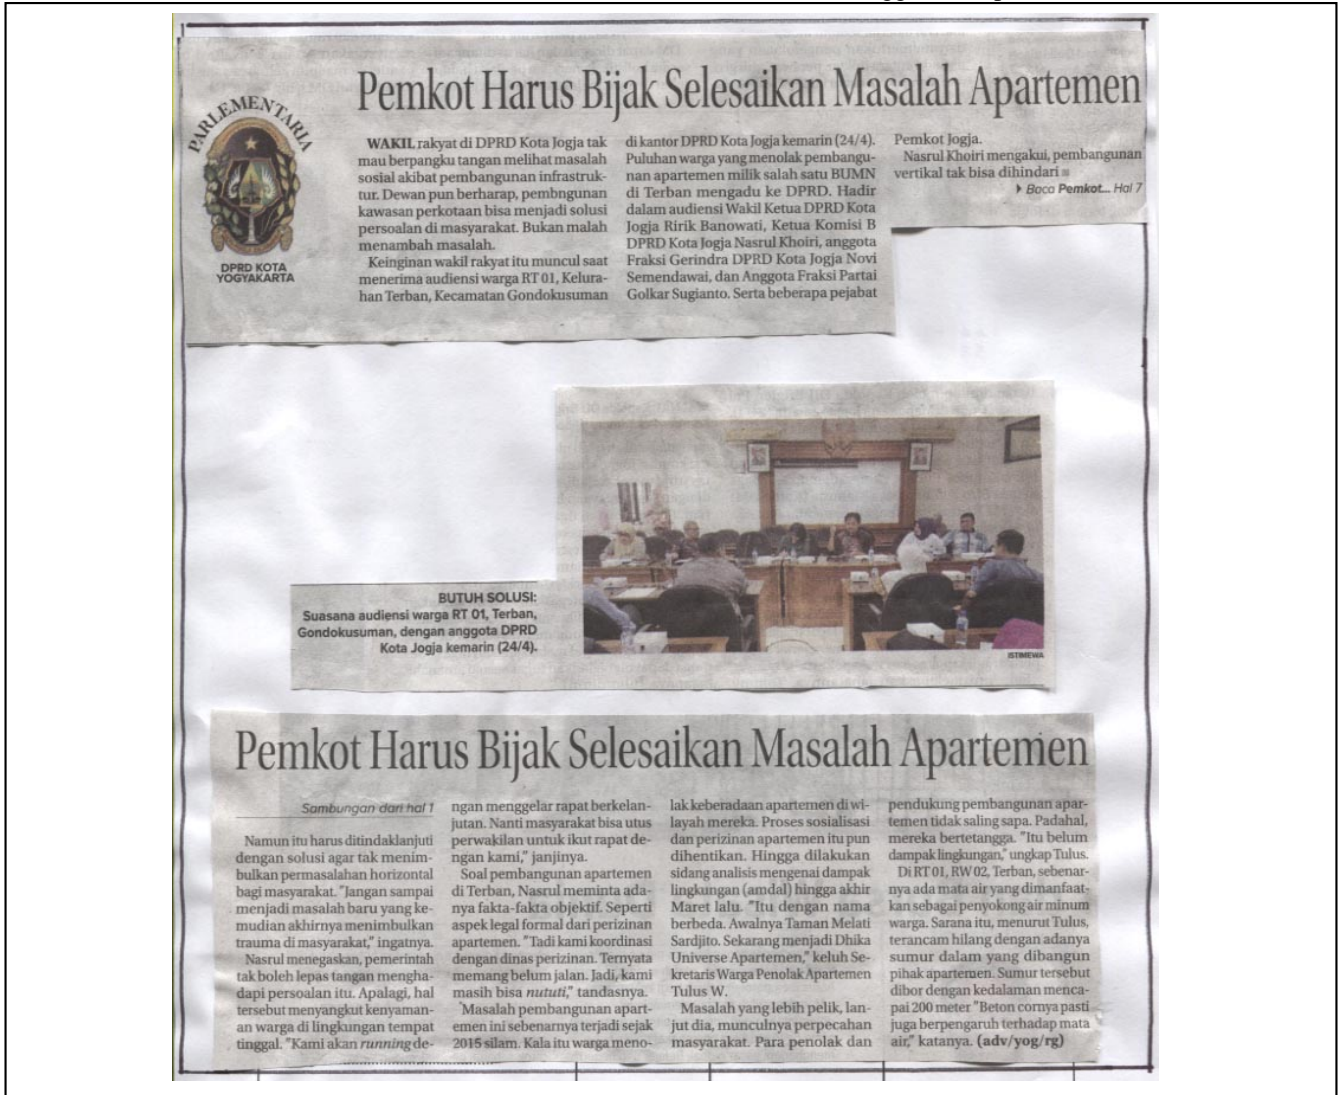 Pemkot Harus Bijak Selesaikan Masalah Apartemen
PARLEMENTARIA
DPRD KOTA
YOGYAKARTA
WAKIL rakyat di DPRD Kota Jogja tak
mau berpangku tangan melihat masalah
sosial akibat pembangunan infrastruk-
tur. Dewan pun berharap, pembngunan
kawasan perkotaan bisa menjadi solusi
persoalan di masyarakat. Bukan malah
menambah masalah.
Keinginan wakil rakyat itu muncul saat
menerima audiensi warga RT 01, Kelura-
han Terban, Kecamatan Gondokusuman
di kantor DPRD Kota Jogja kemarin (24/4).
Puluhan warga yang menolak pembangu-
nan apartemen milik salah satu BUMN
di Terban mengadu ke DPRD. Hadir
dalam audiensi Wakil Ketua DPRD Kota
Jogja Ririk Banowati, Ketua Komisi B
DPRD Kota Jogja Nasrul Khoiri, anggota
Fraksi Gerindra DPRD Kota Jogja Novi
Semendawai, dan Anggota Fraksi Partai
Golkar Sugianto. Serta beberapa pejabat
Pemkot Jogja.
Nasrul Khoiri mengakui, pembangunan
vertikal tak bisa dihindari
Baca Pemkot... Hal 7
BUTUH SOLUSI:
Suasana audiensi warga RT 01, Terban,
Gondokusuman, dengan anggota DPRD
Kota Jogja kemarin (24/4).
ISTIMEWA
Pemkot Harus Bijak Selesaikan Masalah Apartemen
Sambungan dari hal 1
Namun itu harus ditindaklanjuti
dengan solusi agar tak menim-
bulkan permasalahan horizontal
bagi masyarakat. "Jangan sampai
menjadi masalah baru yang ke-
mudian akhirnya menimbulkan
trauma di masyarakat," ingatnya.
Nasrul menegaskan, pemerintah
tak boleh lepas tangan mengha-
dapi persoalan itu. Apalagi, hal
tersebut menyangkut kenyaman-
an warga di lingkungan tempat
tinggal. "Kami akan running de-
ngan menggelar rapat berkelan-
jutan. Nanti masyarakat bisa utus
perwakilan untuk ikut rapat de-
ngan kami," janjinya.
Soal pembangunan apartemen
di Terban, Nasrul meminta ada-
nya fakta-fakta objektif. Seperti
aspek legal formal dari perizinan
apartemen. "Tadi kami koordinasi
dengan dinas perizinan. Ternyata
memang belum jalan. Jadi, kami
masih bisa nututi," tandasnya.
Masalah pembangunan apart-
emen ini sebenarnya terjadi sejak
2015 silam. Kala itu warga meno-
lak keberadaan apartemen di wi-
layah mereka. Proses sosialisasi
dan perizinan apartemen itu pun
dihentikan. Hingga dilakukan
sidang analisis mengenai dampak
lingkungan (amdal) hingga akhir
Maret lalu. "Itu dengan nama
berbeda. Awalnya Taman Melati
Sardjito. Sekarang menjadi Dhika
Universe Apartemen," keluh Se-
kretaris Warga Penolak Apartemen
Tulus W.
Masalah yang lebih pelik, lan-
jut dia, munculnya perpecahan
masyarakat. Para penolak dan
pendukung pembangunan apar-
temen tidak saling sapa. Padahal,
mereka bertetangga. "Itu belum
dampak lingkungan," ungkap Tulus.
Di RT 01, RW 02, Terban, sebenar-
nya ada mata air yang dimanfaat-
kan sebagai penyokong air minum
warga. Sarana itu, menurut Tulus,
terancam hilang dengan adanya
sumur dalam yang dibangun
pihak apartemen. Sumur tersebut
dibor dengan kedalaman menca-
pai 200 meter "Beton cornya pasti
juga berpengaruh terhadap mata
air," katanya. (adv/yog/rg)